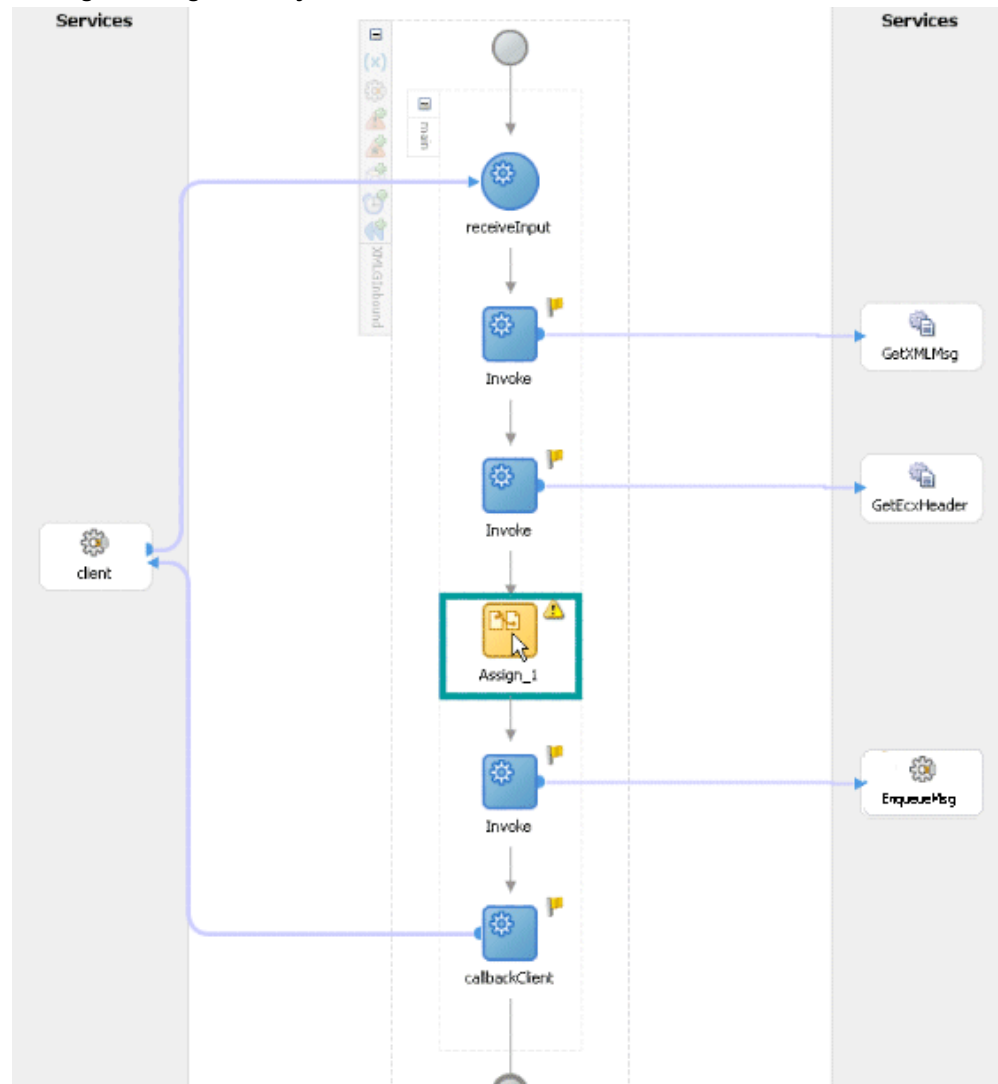 Services
Services
main
receiveInput
XMLGInbound
Invoke
GetXMLMsg
Invoke
GetEcxHeader
client
Assign_1
Invoke
EnqueueMsg
callbackClient